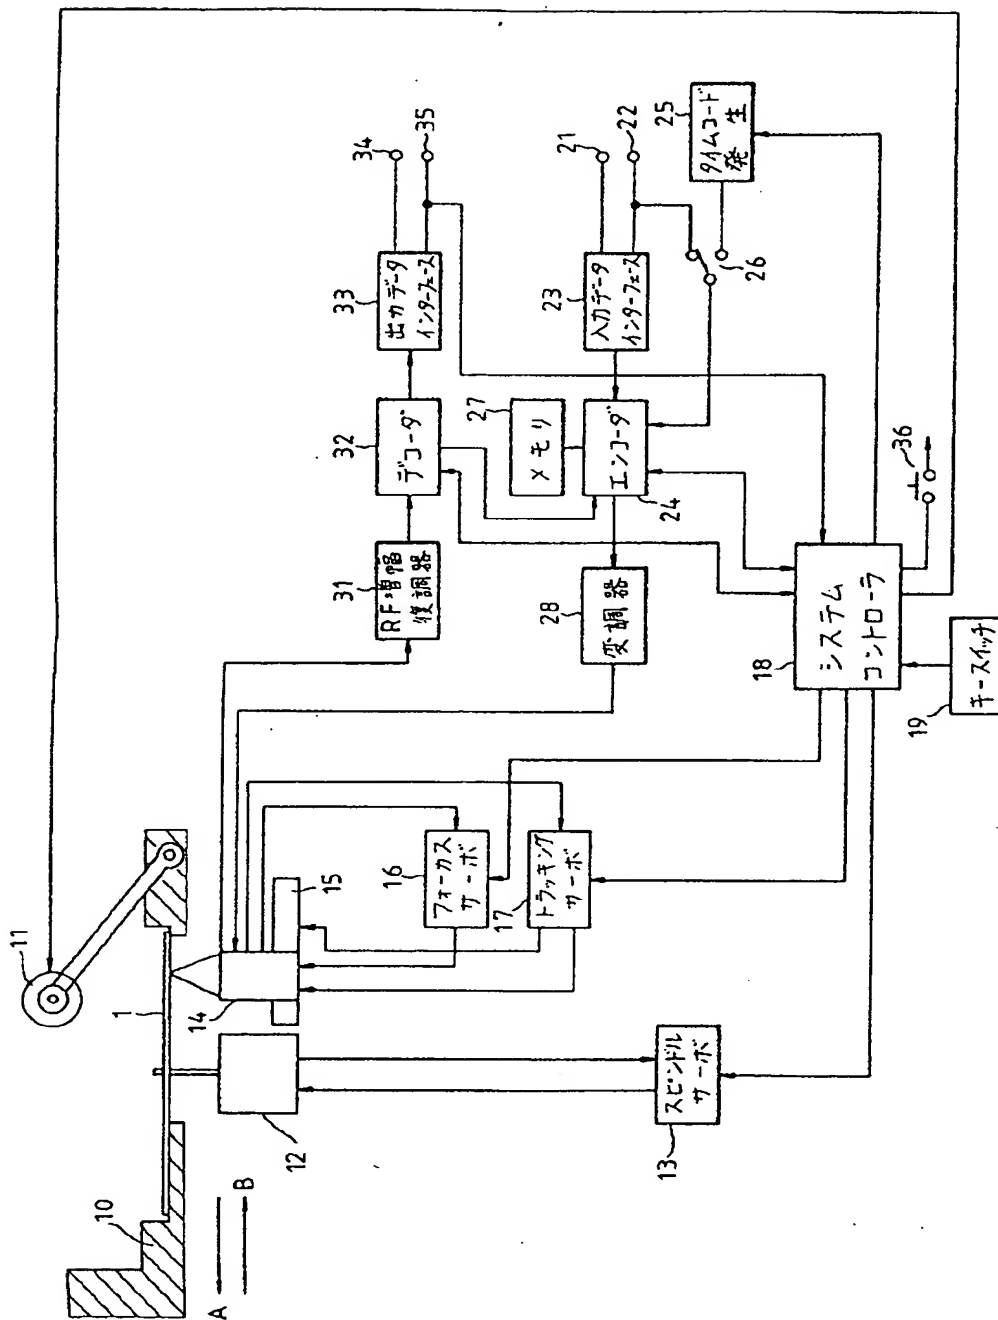 10
A
B
1
11
12
14
15
スピンドル
サーボ
13
フォーカス
サーボ
16
トラッキング
サーボ
17
RF増幅
復調器
31
デコーダ
32
出力データ
インターフェース
33
34
35
変調器
28
メモリ
27
エンコーダ
24
入力データ
インターフェース
23
21
22
タイムコード
発生
25
26
システム
コントローラ
18
キースイッチ
19
36